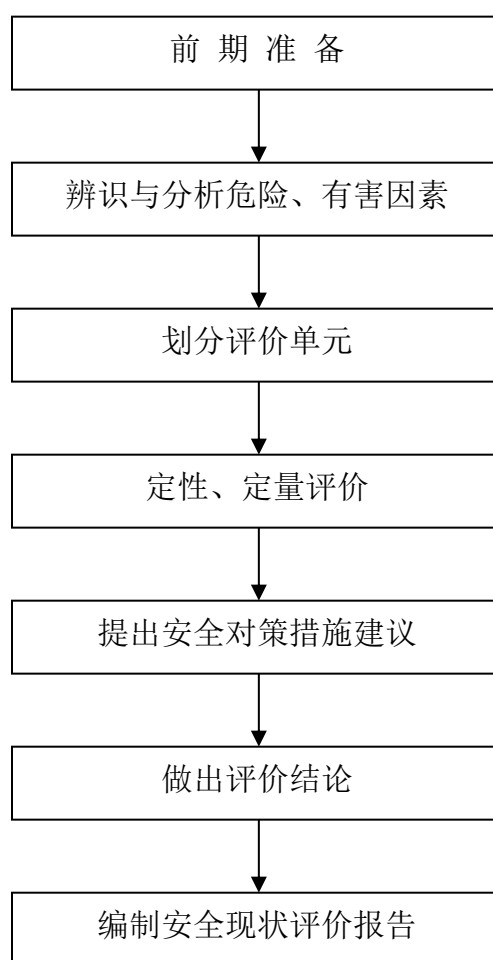 前 期 准 备
辨识与分析危险、有害因素
划分评价单元
定性、定量评价
提出安全对策措施建议
做出评价结论
编制安全现状评价报告